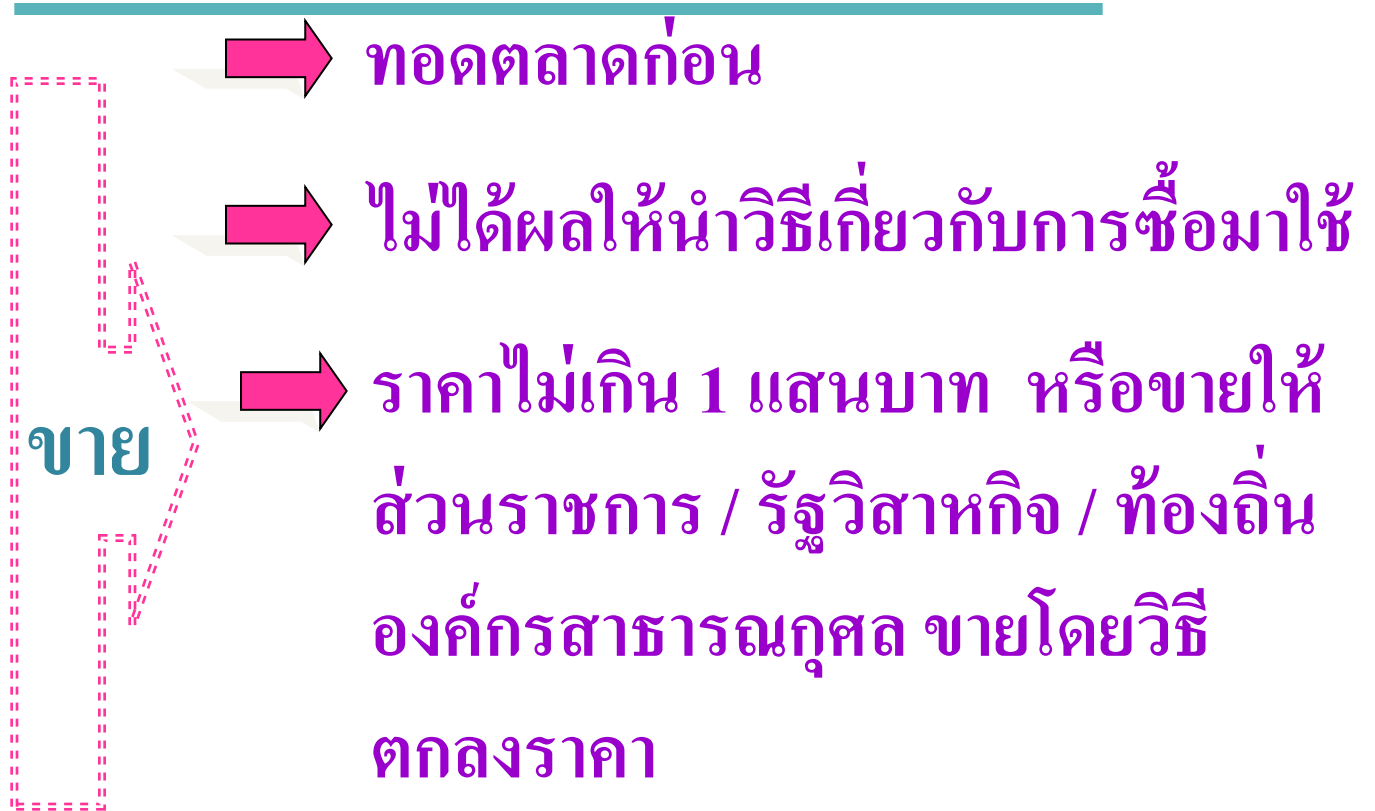 ทอดตลาดก่อน
ไม่ได้ผลให้นำวิธีเกี่ยวกับการซื้อมาใช้
ราคาไม่เกิน 1 แสนบาท หรือขายให้
ขาย
ส่วนราชการ / รัฐวิสาหกิจ / ท้องถิ่น
องค์กรสาธารณกุศล ขายโดยวิธี
ตกลงราคา